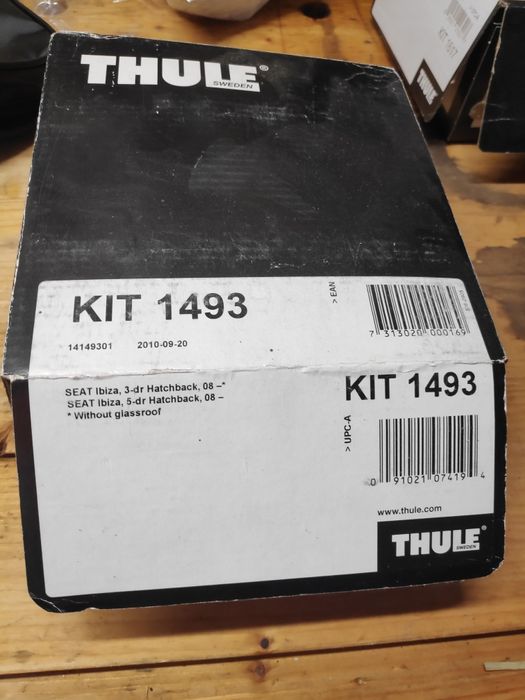 THULE®
SWEDEN
KIT 1493
14149301 2010-09-20
> EAN
7 313020 000169
SEAT Ibiza, 3-dr Hatchback, 08 –*
SEAT Ibiza, 5-dr Hatchback, 08 –
* Without glassroof
KIT 1493
> UPC-A
0 91021 07419 4
www.thule.com
THULE®
SWEDEN
THULE